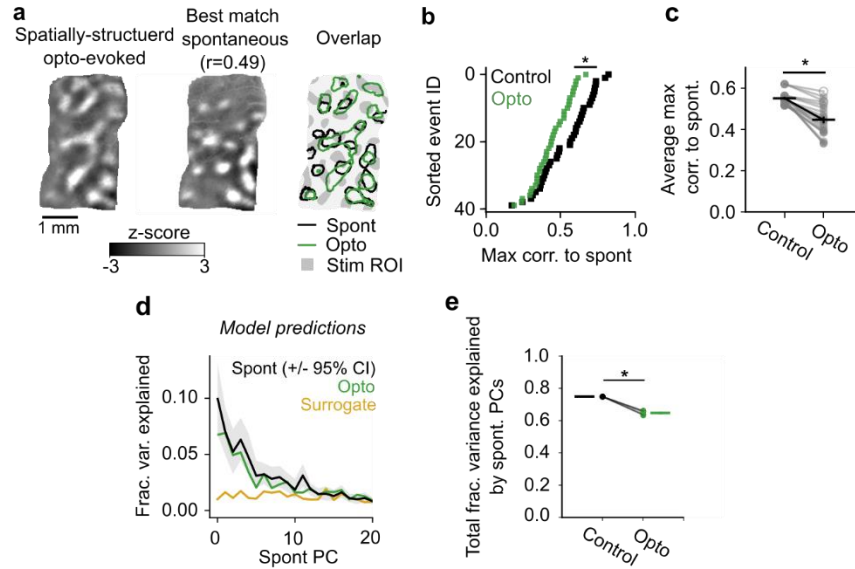 a
Spatially-structuerd
opto-evoked
Best match
spontaneous
(r=0.49)
Overlap
1 mm
z-score
-3
3
Spont
Opto
Stim ROI
b
Control
Opto
*
Sorted event ID
0
20
40
0.0
0.5
1.0
Max corr. to spont
c
*
Average max
corr. to spont.
0.6
0.4
0.2
0.0
Control
Opto
d
Model predictions
Spont (+/- 95% CI)
Opto
Surrogate
Frac. var. explained
0.10
0.05
0.00
0
10
20
Spont PC
e
*
Total frac. variance explained
by spont. PCs
1.0
0.8
0.6
0.4
0.2
0.0
Control
Opto